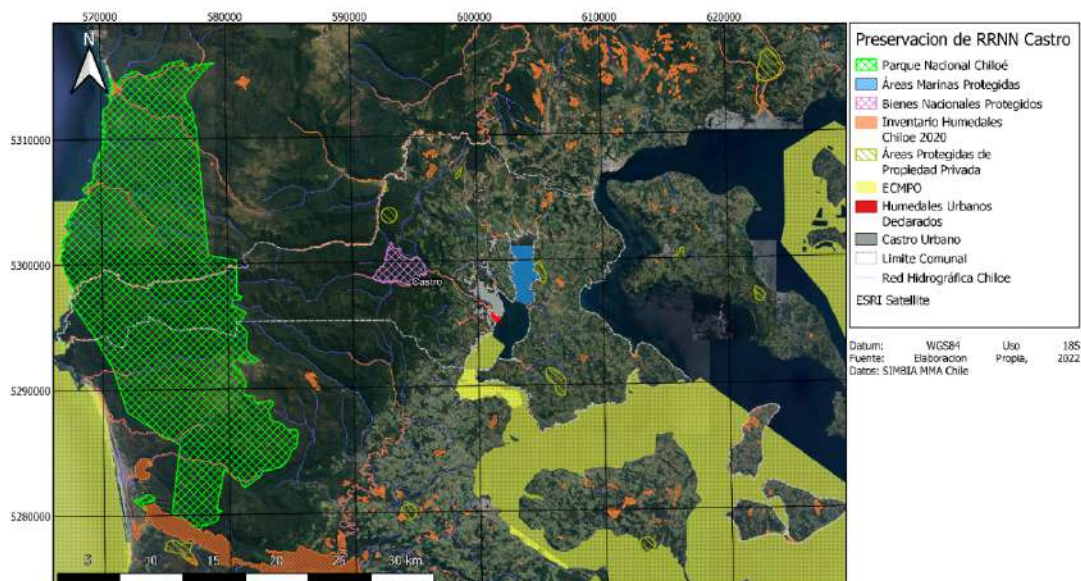 570000 580000 590000 600000 610000 620000
N
5310000
5300000
5290000
5280000
Castro
5 10 15 20 25 30 km
Preservacion de RRNN Castro
Parque Nacional Chiloé
Áreas Marinas Protegidas
Bienes Nacionales Protegidos
Inventario Humedales
Chiloe 2020
Áreas Protegidas de
Propiedad Privada
ECMPO
Humedales Urbanos
Declarados
Castro Urbano
Limite Comunal
Red Hidrográfica Chiloe
ESRI Satellite
Datum: WGS84 Uso 18S
Fuente: Elaboracion Propia, 2022
Datos: SIMBIA MMA Chile